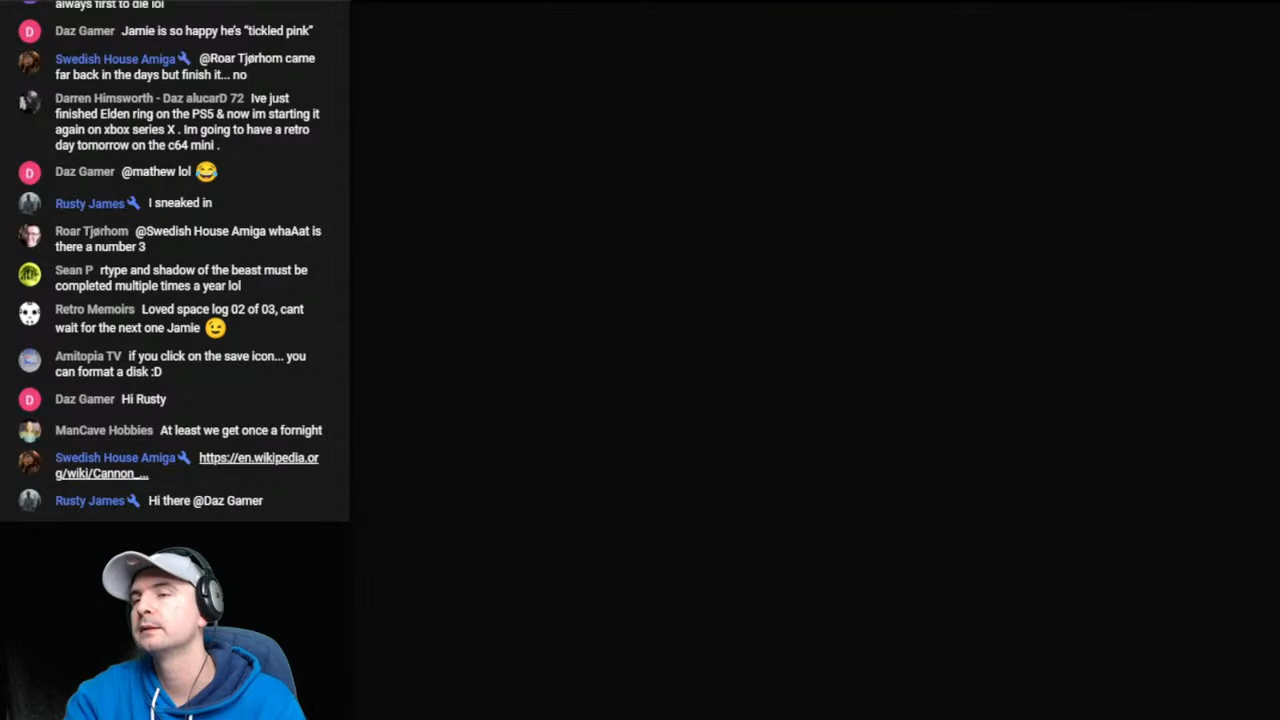 always first to die lol
Daz Gamer Jamie is so happy he's “tickled pink”
Swedish House Amiga @Roar Tjørhom came
far back in the days but finish it... no
Darren Himsworth - Daz alucarD 72 Ive just
finished Elden ring on the PS5 & now im starting it
again on xbox series X . Im going to have a retro
day tomorrow on the c64 mini .
Daz Gamer @mathew lol 😂
Rusty James I sneaked in
Roar Tjørhom @Swedish House Amiga whaAat is
there a number 3
Sean P rtype and shadow of the beast must be
completed multiple times a year lol
Retro Memoirs Loved space log 02 of 03, cant
wait for the next one Jamie 😉
Amitopia TV if you click on the save icon... you
can format a disk :D
Daz Gamer Hi Rusty
ManCave Hobbies At least we get once a fornight
Swedish House Amiga https://en.wikipedia.or
g/wiki/Cannon_...
Rusty James Hi there @Daz Gamer